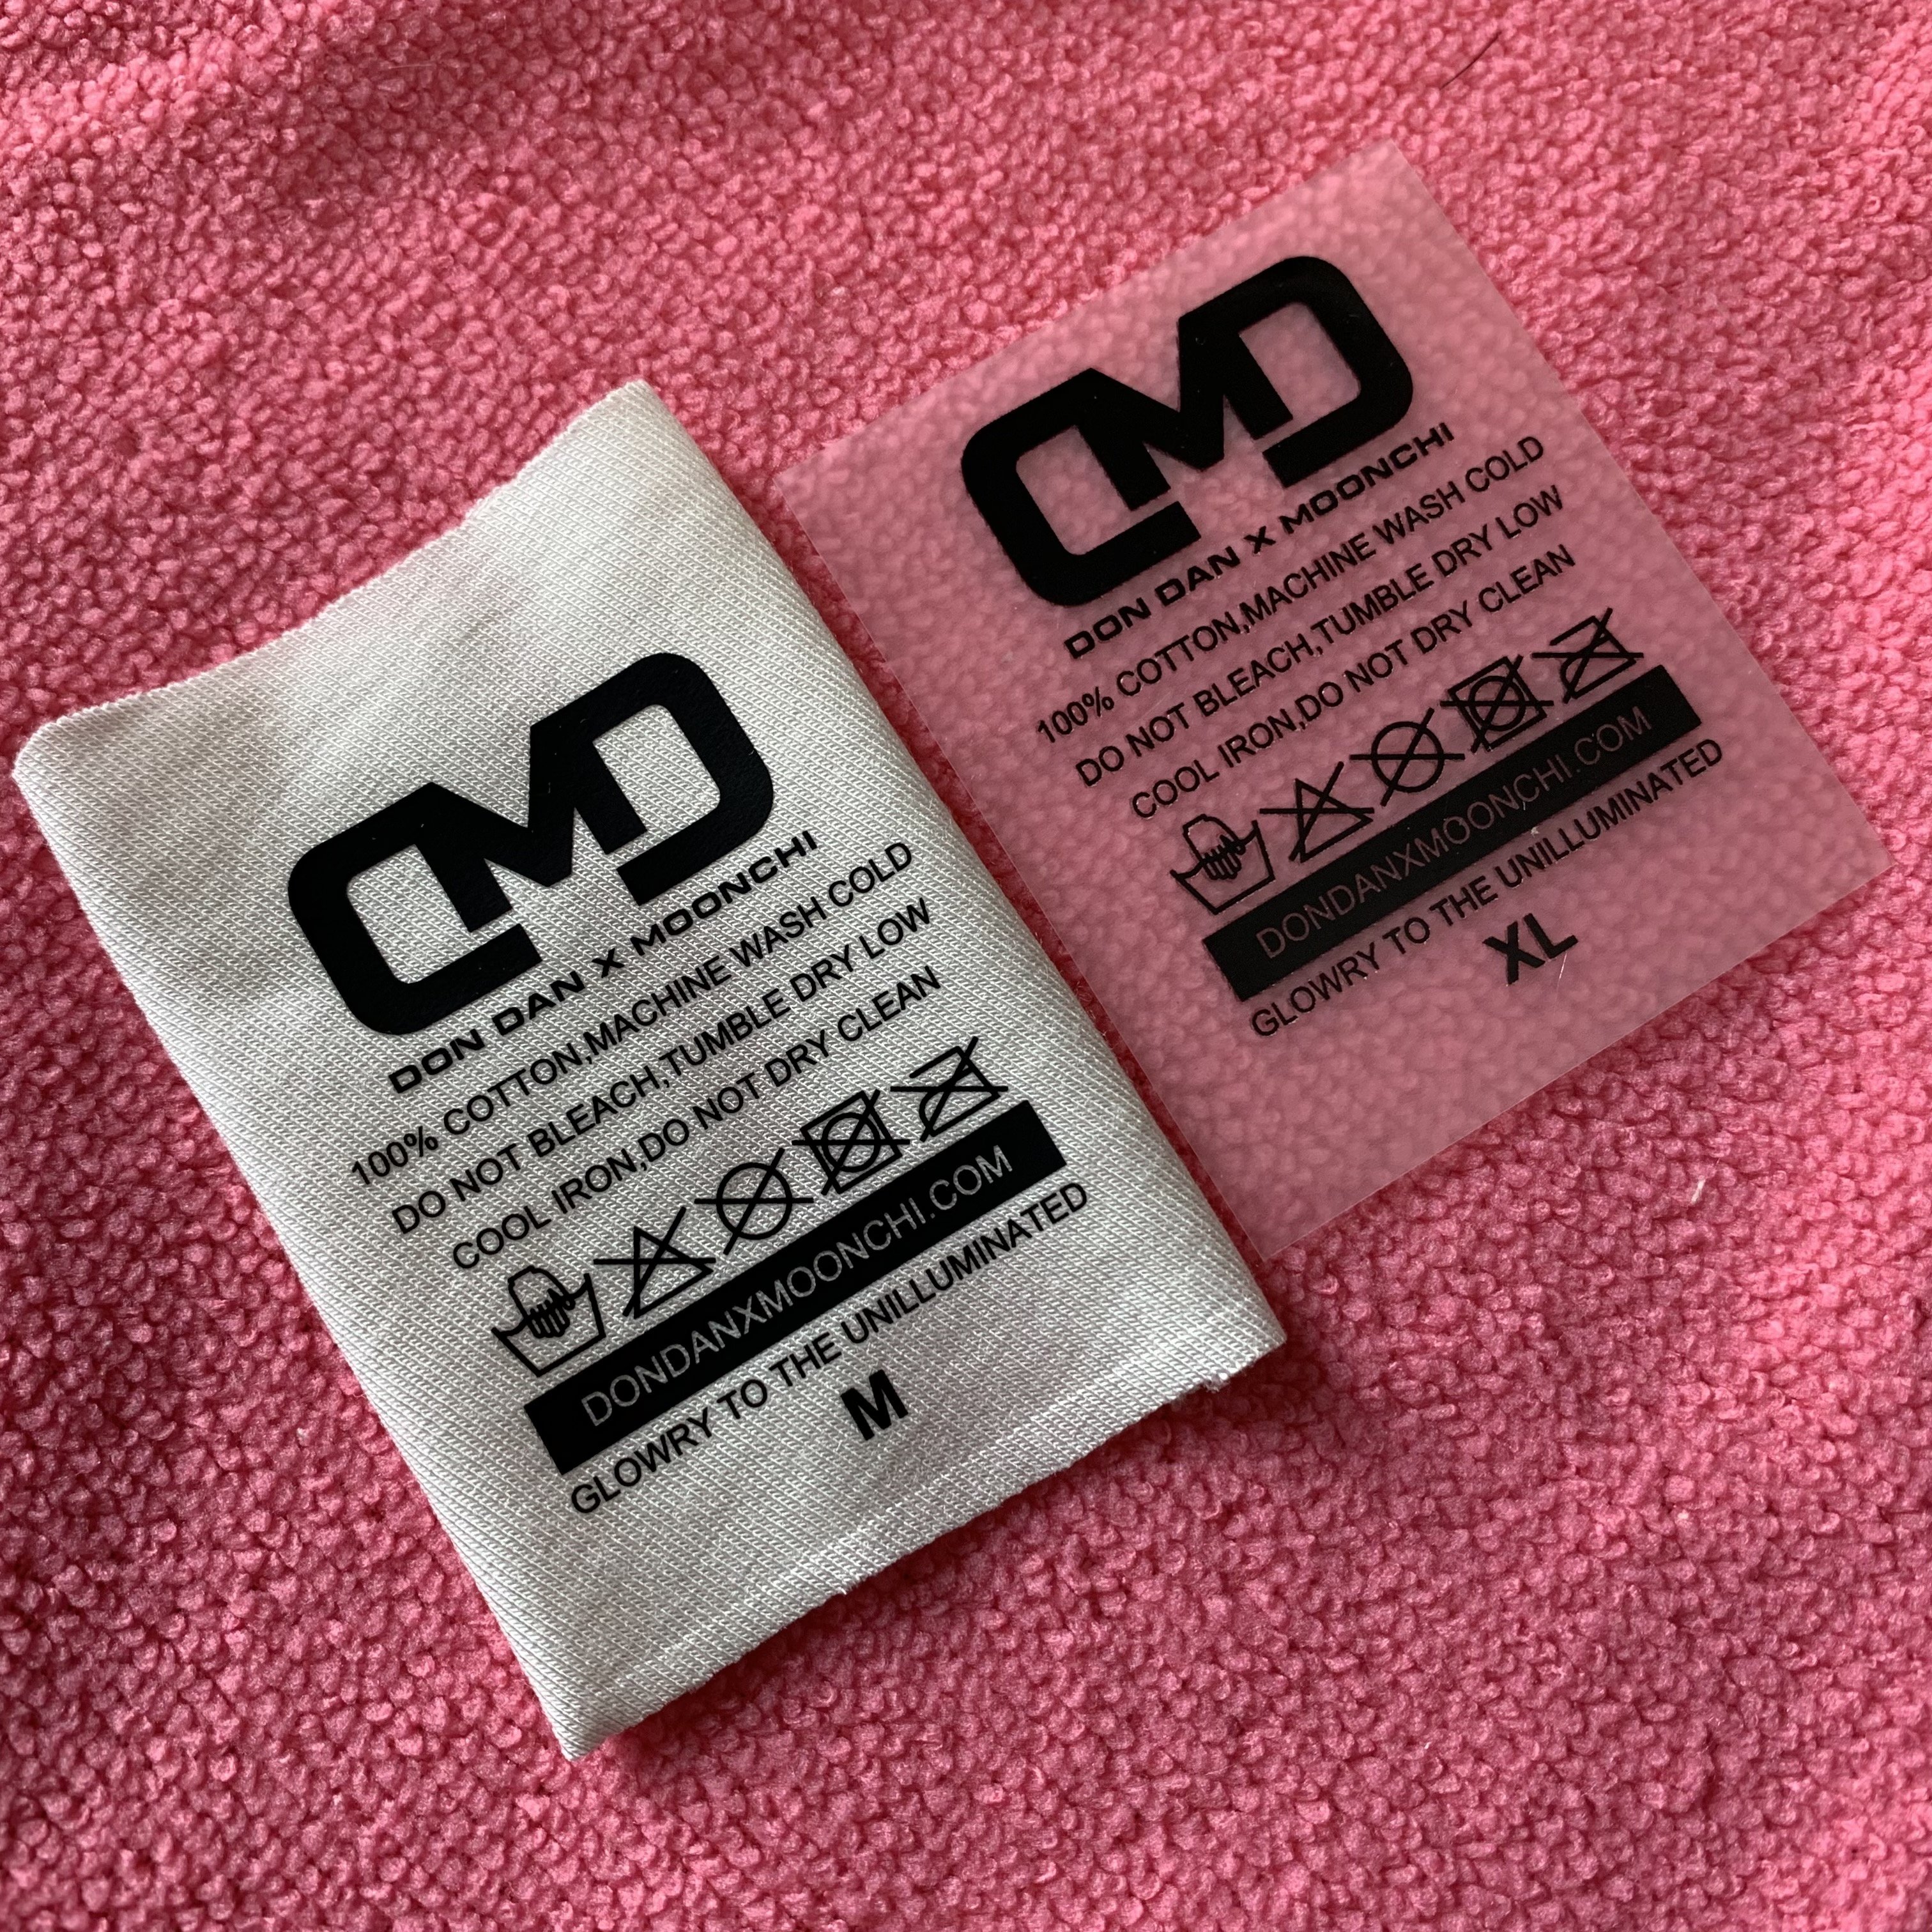 DMD
DON DAN X MOONCHI
100% COTTON,MACHINE WASH COLD
DO NOT BLEACH,TUMBLE DRY LOW
COOL IRON,DO NOT DRY CLEAN
DONDANXMOONCHI.COM
GLOWRY TO THE UNILLUMINATED
M
DMD
DON DAN X MOONCHI
100% COTTON,MACHINE WASH COLD
DO NOT BLEACH,TUMBLE DRY LOW
COOL IRON,DO NOT DRY CLEAN
DONDANXMOONCHI.COM
GLOWRY TO THE UNILLUMINATED
XL